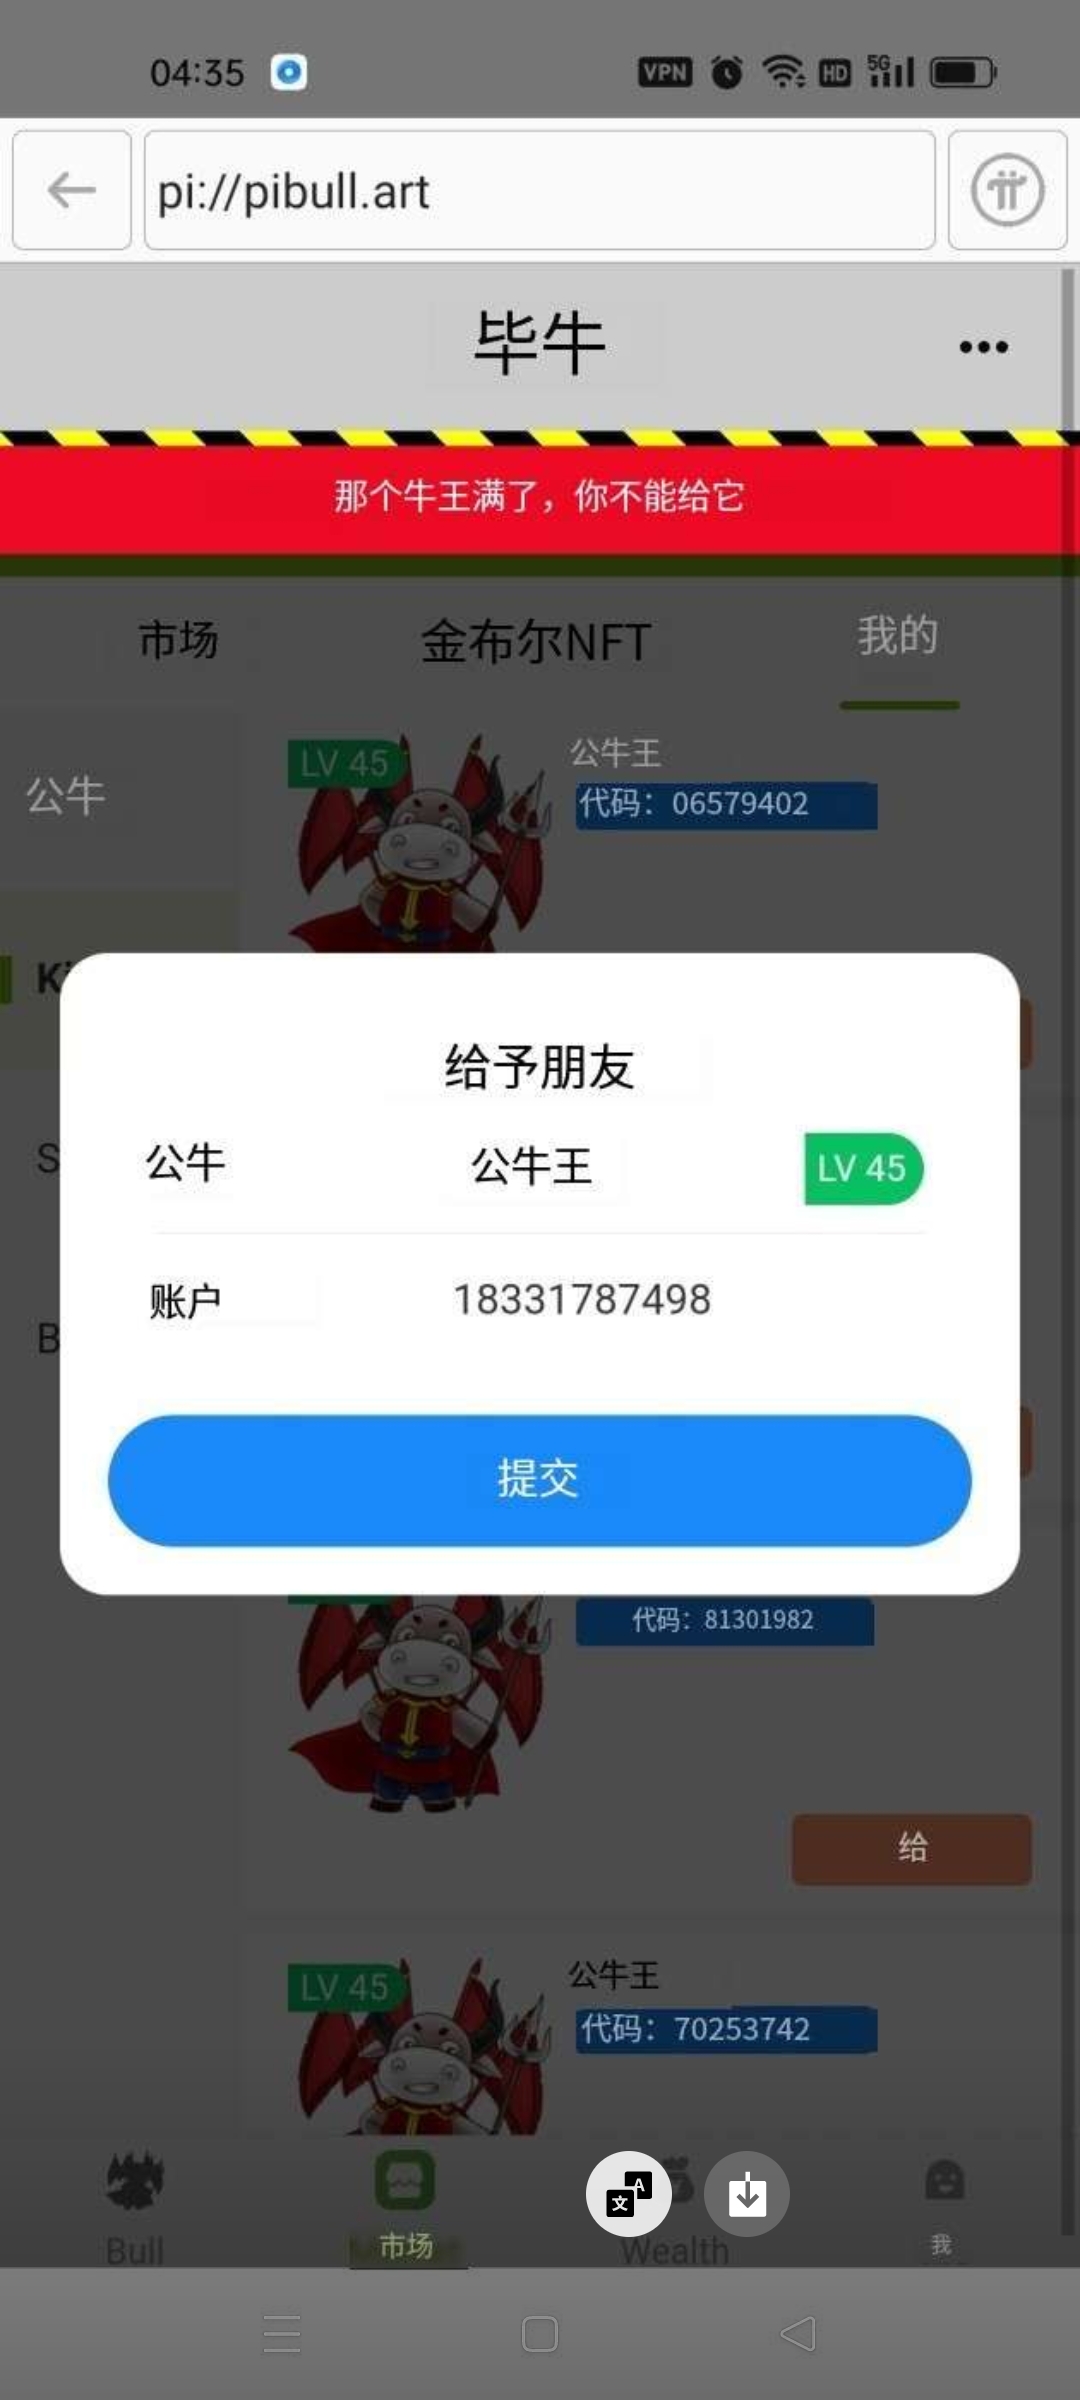 04:35
VPN
HD
5G
pi://pibull.art
毕牛
那个牛王满了，你不能给它
市场
金布尔NFT
我的
公牛
LV 45
公牛王
代码：06579402
给予朋友
公牛
公牛王
LV 45
账户
18331787498
提交
代码：81301982
给
LV 45
公牛王
代码：70253742
Bull
市场
Wealth
我